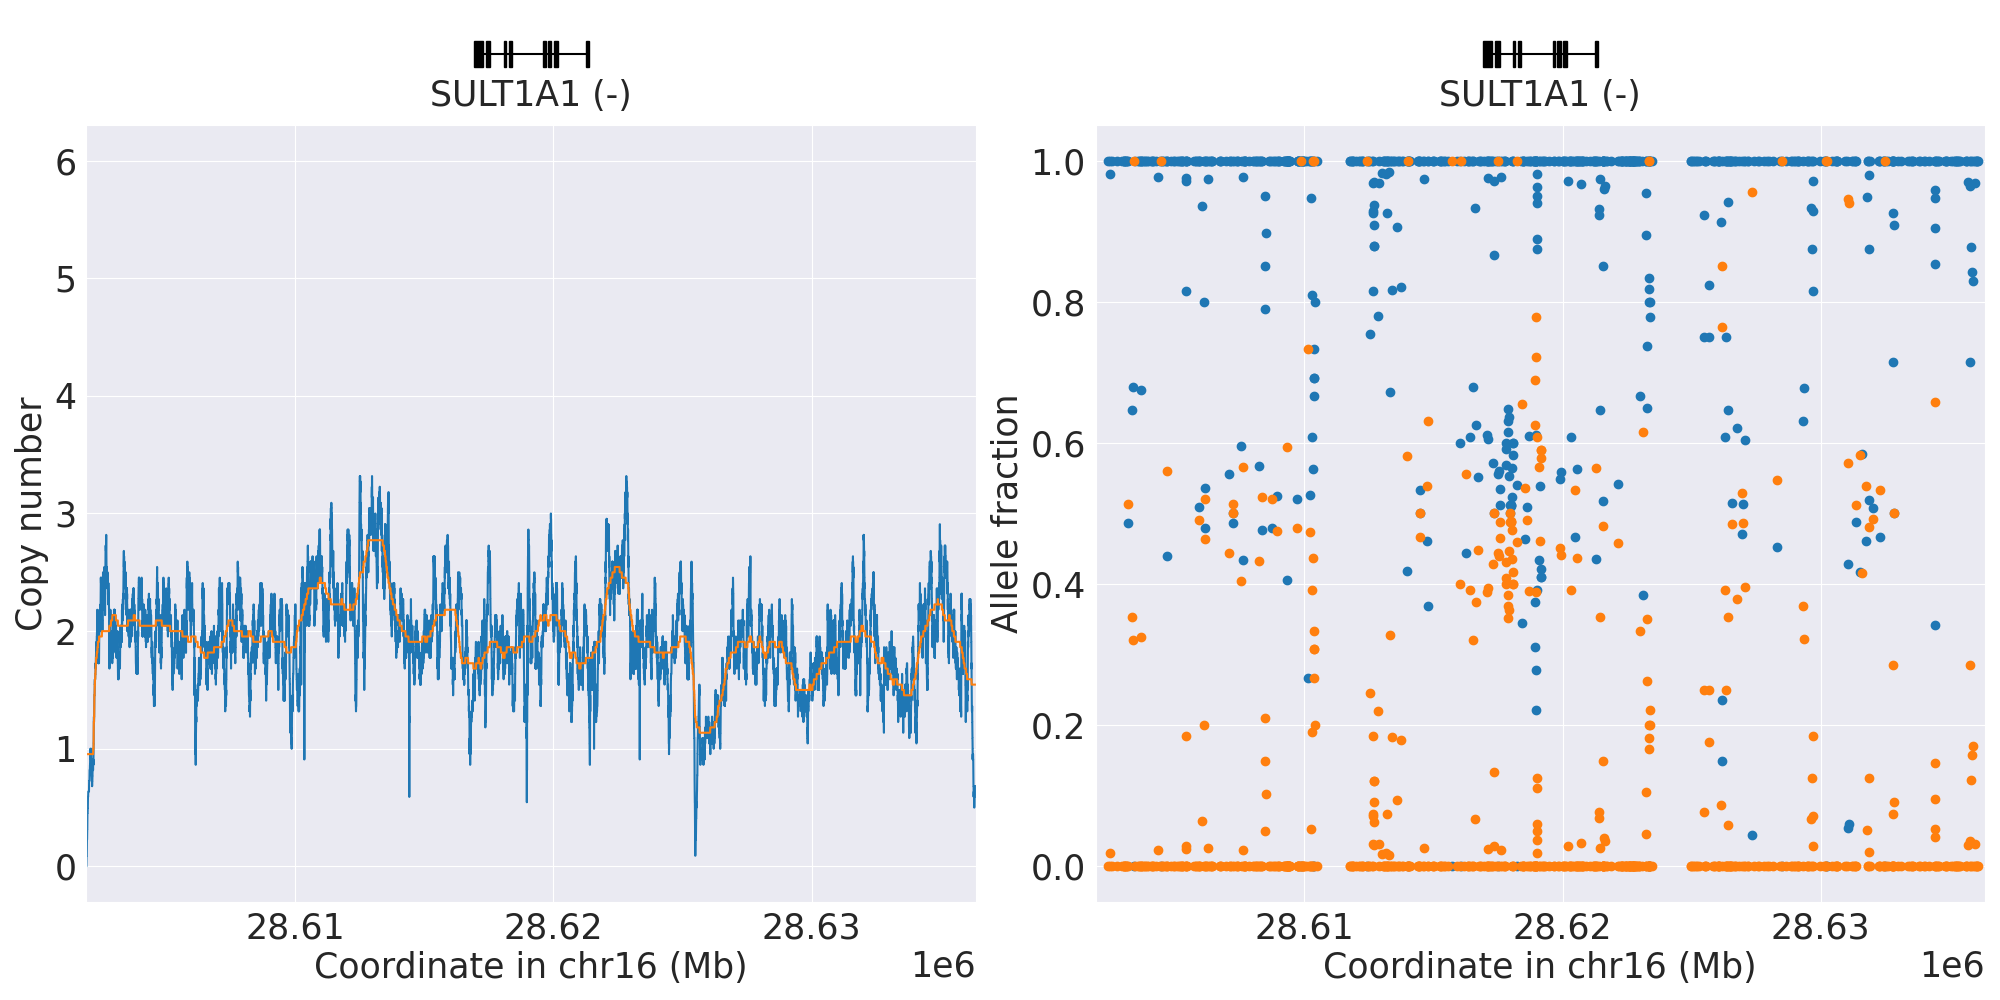 SULT1A1 (-)
Copy number
6
5
4
3
2
1
0
28.61
28.62
28.63
Coordinate in chr16 (Mb)
1e6
SULT1A1 (-)
Allele fraction
1.0
0.8
0.6
0.4
0.2
0.0
28.61
28.62
28.63
Coordinate in chr16 (Mb)
1e6